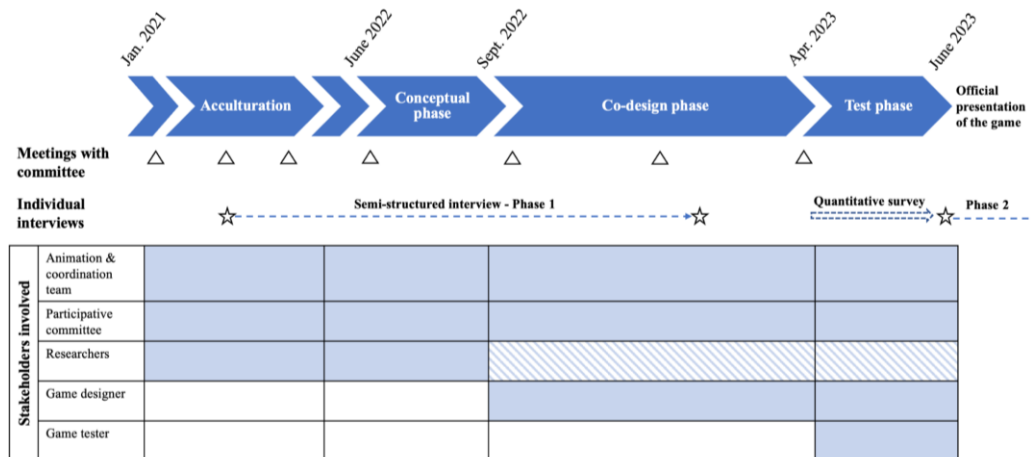 Jan. 2021
June 2022
Sept. 2022
Apr. 2023
June 2023
Acculturation
Conceptual
phase
Co-design phase
Test phase
Official
presentation
of the game
Meetings with
committee
Individual
interviews
Semi-structured interview - Phase 1
Quantitative survey
Phase 2
Stakeholders involved
Animation &
coordination
team
Participative
committee
Researchers
Game designer
Game tester